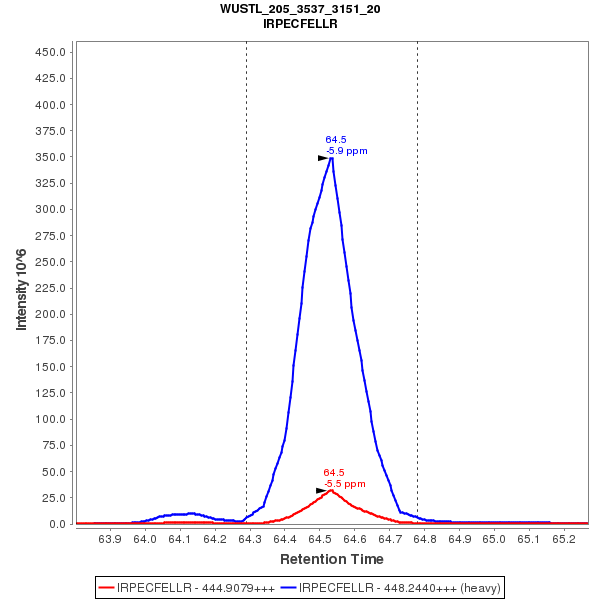 WUSTL_205_3537_3151_20
IRPECFELLR
Intensity 10^6
450.0
425.0
400.0
375.0
350.0
325.0
300.0
275.0
250.0
225.0
200.0
175.0
150.0
125.0
100.0
75.0
50.0
25.0
0.0
64.5
-5.9 ppm
64.5
-5.5 ppm
63.9 64.0 64.1 64.2 64.3 64.4 64.5 64.6 64.7 64.8 64.9 65.0 65.1 65.2
Retention Time
IRPECFELLR - 444.9079+++ IRPECFELLR - 448.2440+++ (heavy)